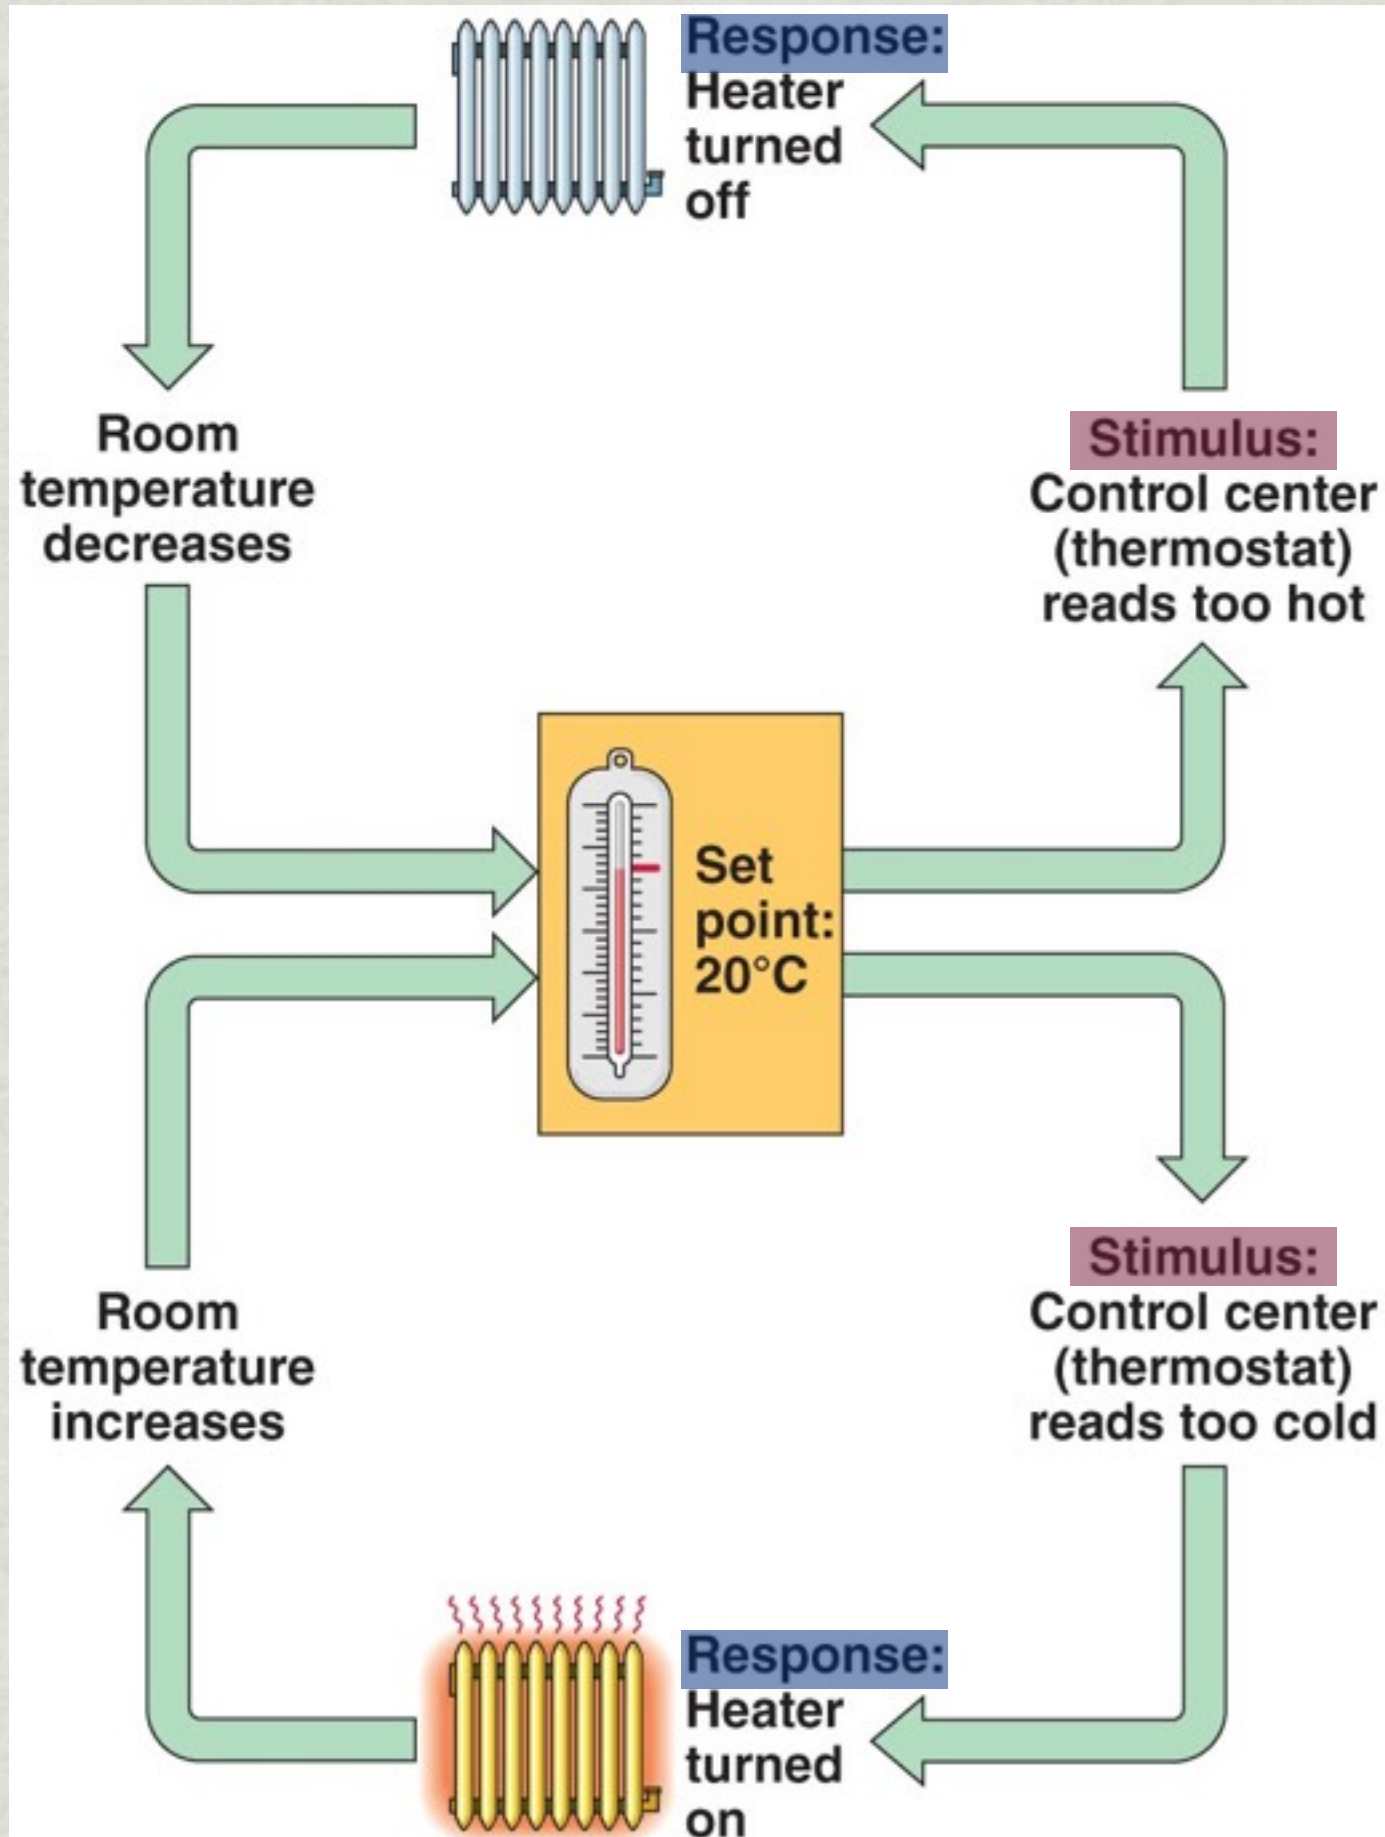 Response:
Heater
turned
off
Room
temperature
decreases
Stimulus:
Control center
(thermostat)
reads too hot
Set
point:
20°C
Room
temperature
increases
Stimulus:
Control center
(thermostat)
reads too cold
Response:
Heater
turned
on